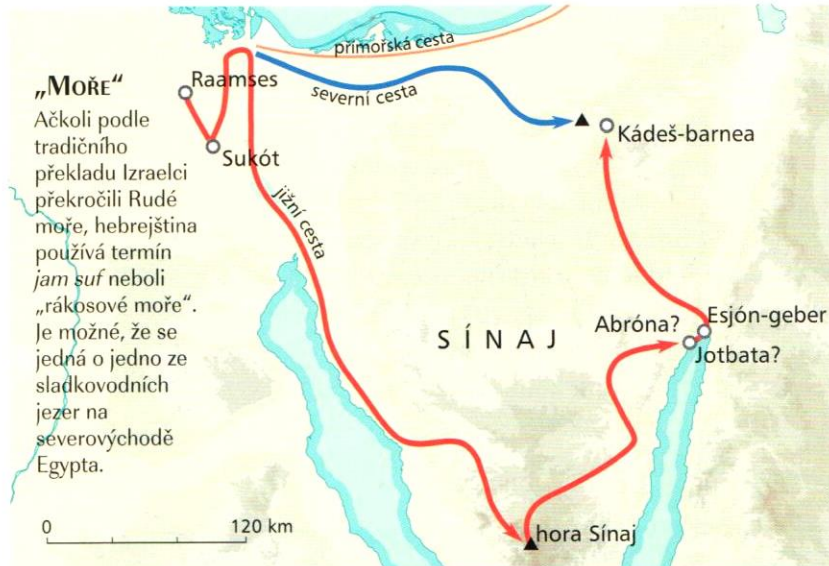 „MOŘE“
Ačkoli podle
tradičního
překladu Izraelci
překročili Rudé
moře, hebrejština
používá termín
jam suf neboli
„rákosové moře“.
Je možné, že se
jedná o jedno ze
sladkovodních
jezer na
severovýchodě
Egypta.
0 120 km
Raamses
Sukót
přímořská cesta
severní cesta
Kádeš-barnea
jižní cesta
SÍNAJ
Abróna?
Esjón-geber
Jotbata?
hora Sínaj